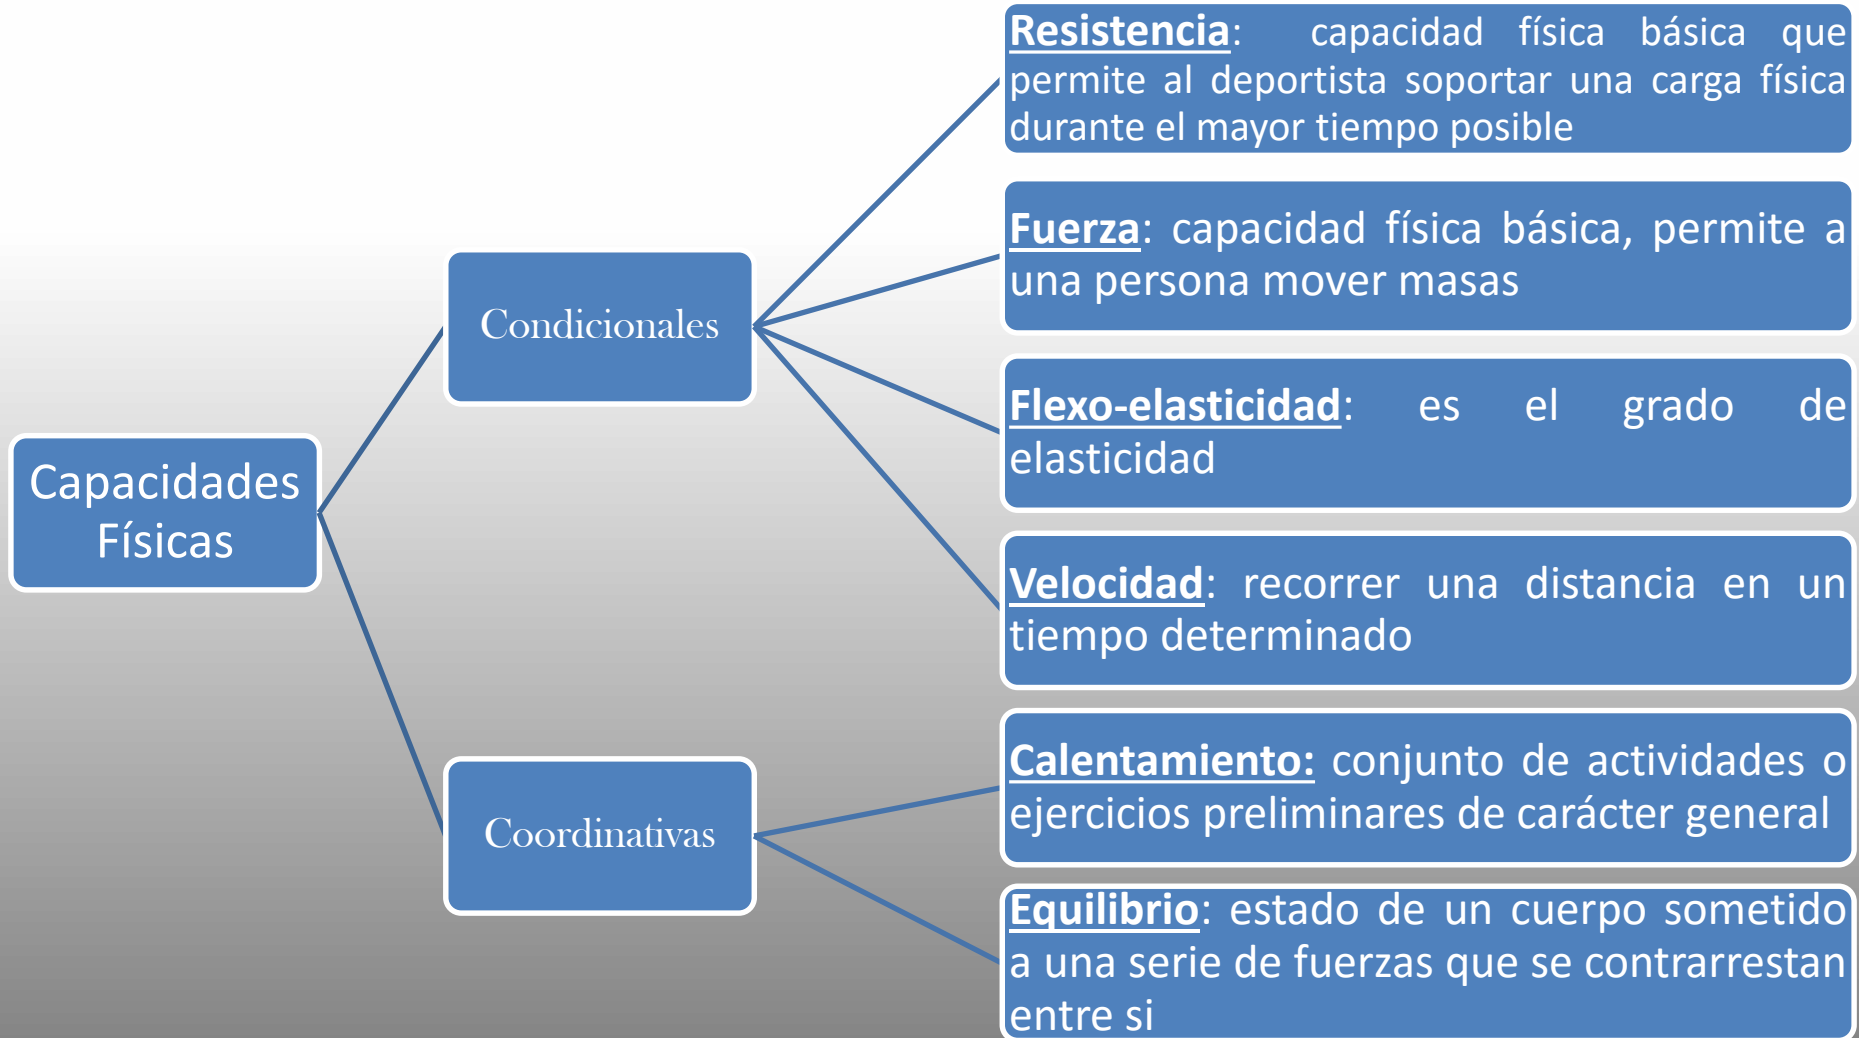 Capacidades
Físicas
Condicionales
Resistencia: capacidad física básica que
permite al deportista soportar una carga física
durante el mayor tiempo posible
Fuerza: capacidad física básica, permite a
una persona mover masas
Flexo-elasticidad: es el grado de
elasticidad
Velocidad: recorrer una distancia en un
tiempo determinado
Coordinativas
Calentamiento: conjunto de actividades o
ejercicios preliminares de carácter general
Equilibrio: estado de un cuerpo sometido
a una serie de fuerzas que se contrarrestan
entre si